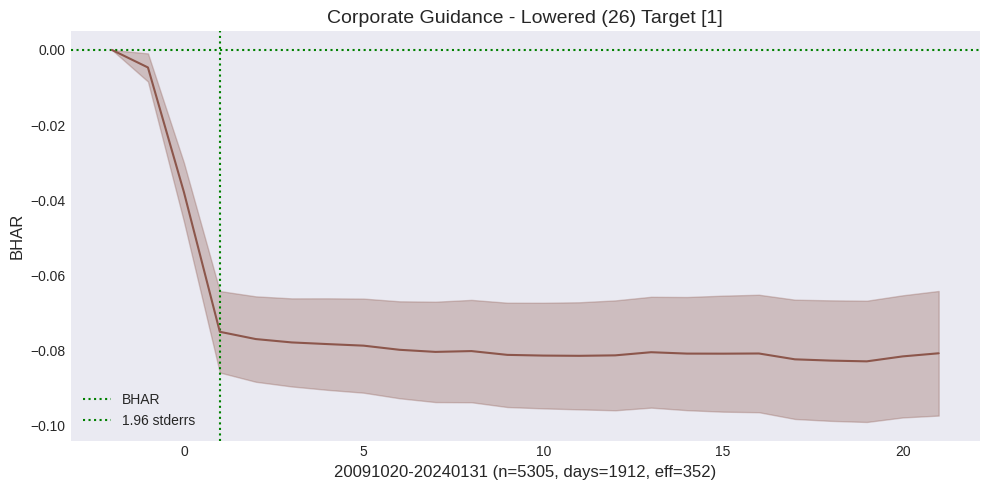 Corporate Guidance - Lowered (26) Target [1]
BHAR
0.00
−0.02
−0.04
−0.06
−0.08
−0.10
BHAR
1.96 stderrs
0 5 10 15 20
20091020-20240131 (n=5305, days=1912, eff=352)